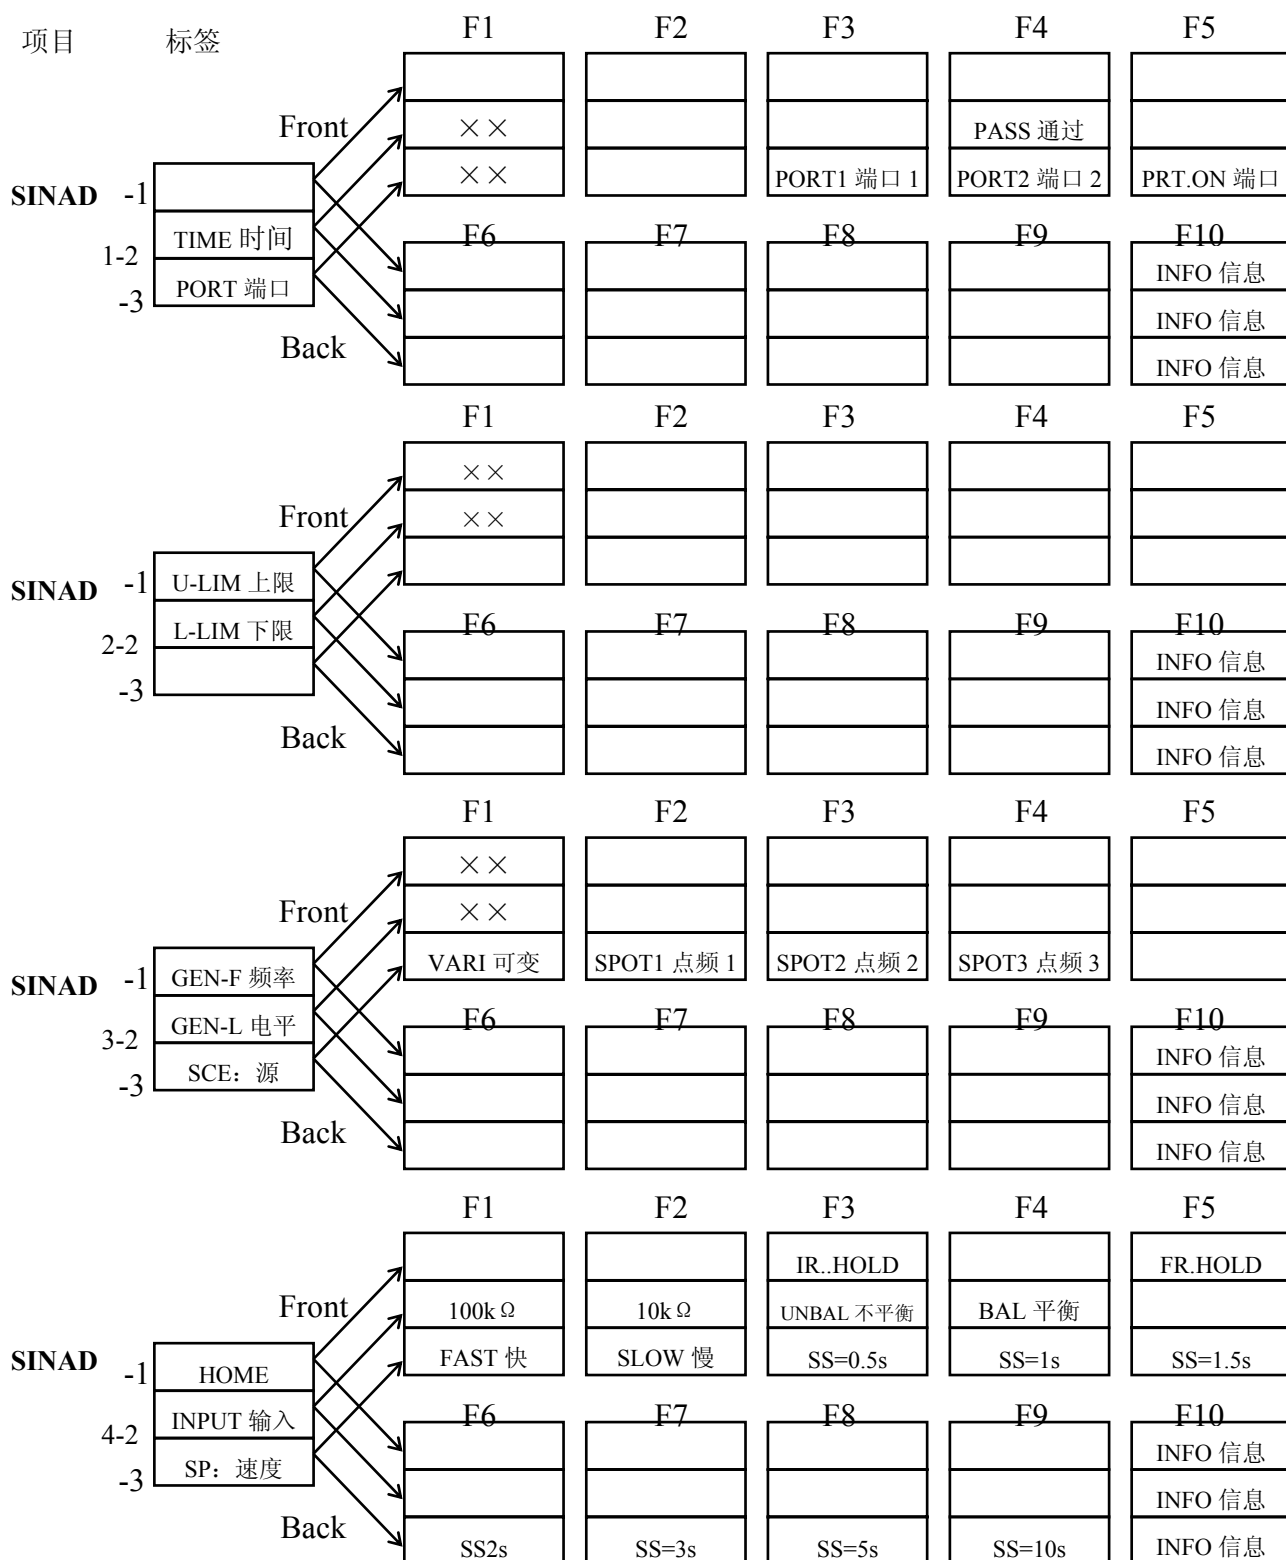 项目 标签 F1 F2 F3 F4 F5
Front ×× PASS 通过
×× PORT1 端口 1 PORT2 端口 2 PRT.ON 端口
SINAD -1
1-2 TIME 时间 F6 F7 F8 F9 F10
INFO 信息
-3 PORT 端口 INFO 信息
Back INFO 信息
F1 F2 F3 F4 F5
××
Front ××
SINAD -1 U-LIM 上限
2-2 L-LIM 下限 F6 F7 F8 F9 F10
INFO 信息
-3 INFO 信息
Back INFO 信息
F1 F2 F3 F4 F5
××
Front ××
VARI 可变 SPOT1 点频 1 SPOT2 点频 2 SPOT3 点频 3
SINAD -1 GEN-F 频率
3-2 GEN-L 电平 F6 F7 F8 F9 F10
INFO 信息
-3 SCE：源 INFO 信息
Back INFO 信息
F1 F2 F3 F4 F5
IR..HOLD FR.HOLD
Front 100kΩ 10kΩ UNBAL 不平衡 BAL 平衡
FAST 快 SLOW 慢 SS=0.5s SS=1s SS=1.5s
SINAD -1 HOME
4-2 INPUT 输入 F6 F7 F8 F9 F10
INFO 信息
-3 SP：速度 INFO 信息
Back SS2s SS=3s SS=5s SS=10s INFO 信息